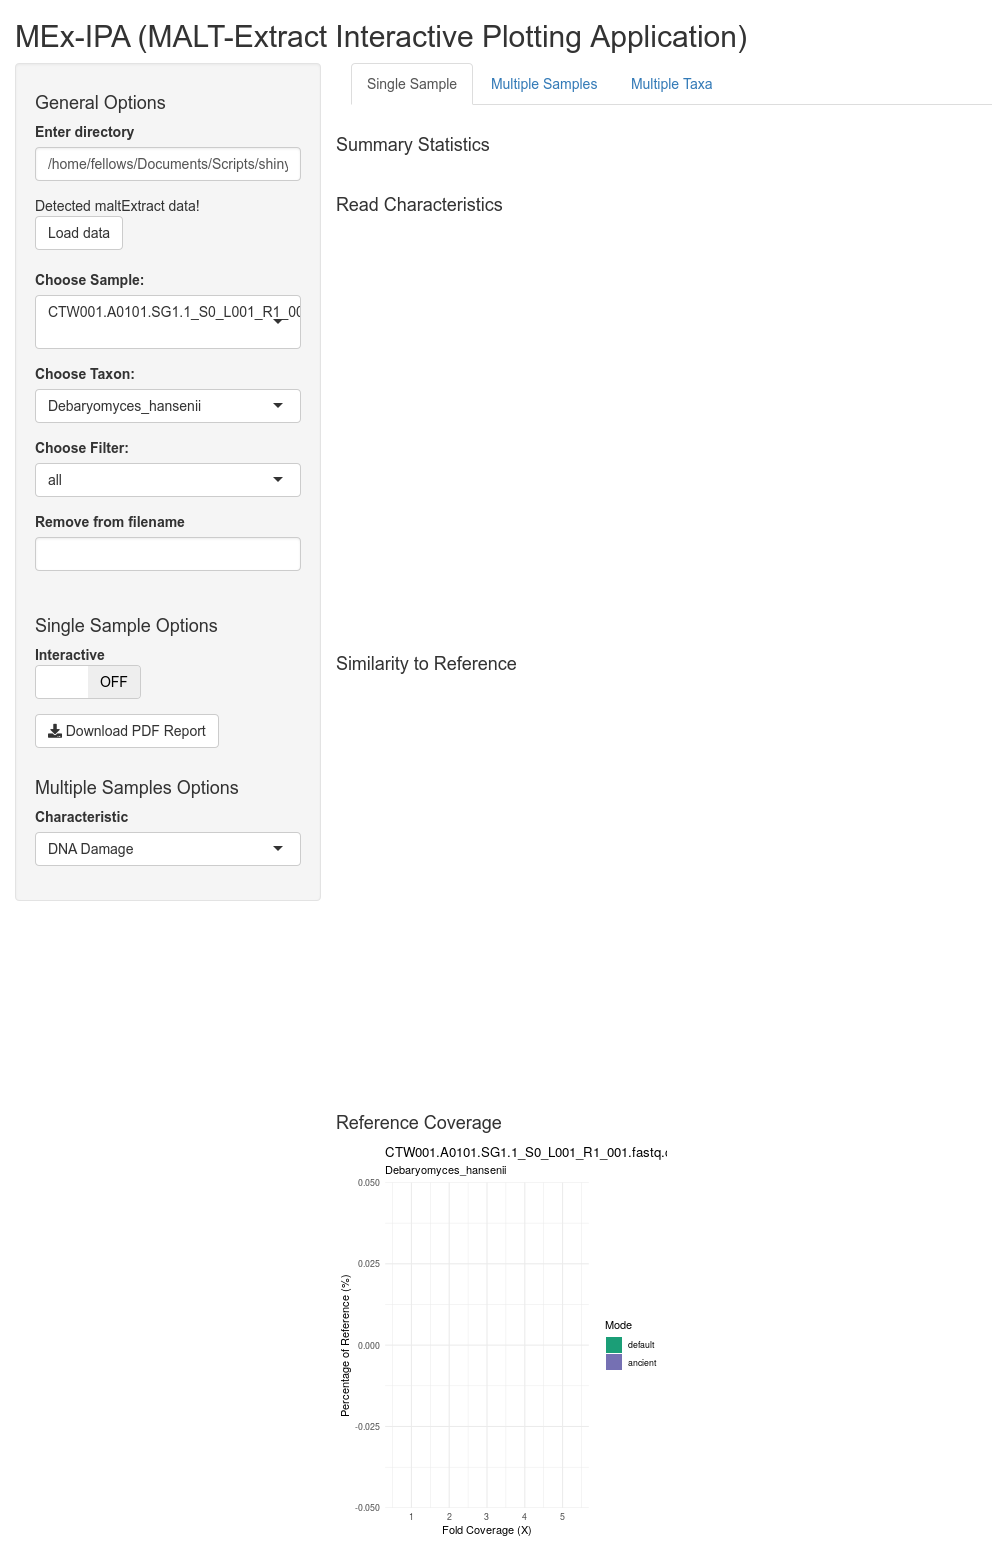 MEx-IPA (MALT-Extract Interactive Plotting Application)
General Options
Enter directory
/home/fellows/Documents/Scripts/shiny
Detected maltExtract data!
Load data
Choose Sample:
CTW001.A0101.SG1.1_S0_L001_R1_00
Choose Taxon:
Debaryomyces_hansenii
Choose Filter:
all
Remove from filename
Single Sample Options
Interactive
OFF
Download PDF Report
Multiple Samples Options
Characteristic
DNA Damage
Single Sample
Multiple Samples
Multiple Taxa
Summary Statistics
Read Characteristics
Similarity to Reference
Reference Coverage
CTW001.A0101.SG1.1_S0_L001_R1_001.fastq.c
Debaryomyces_hansenii
0.050
0.025
0.000
-0.025
-0.050
Percentage of Reference (%)
1 2 3 4 5
Fold Coverage (X)
Mode
default
ancient